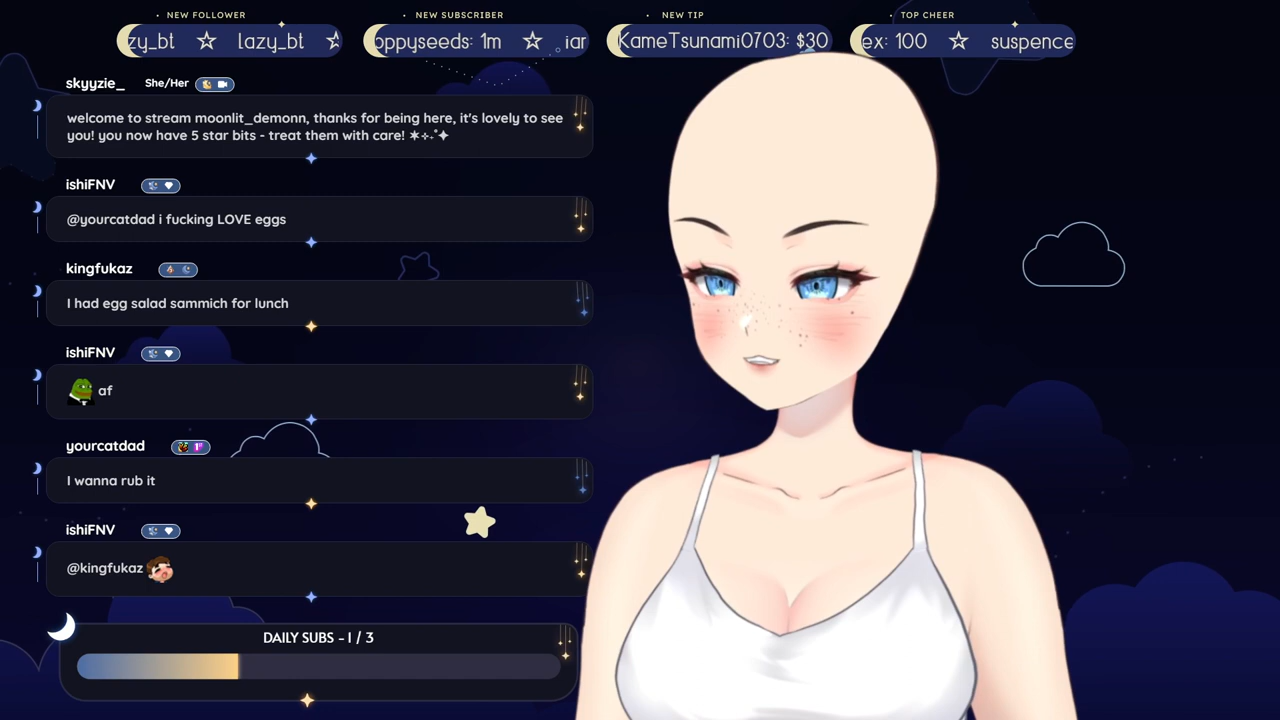 NEW FOLLOWER
zy_bt ☆ lazy_bt ☆
NEW SUBSCRIBER
oppyseeds: 1m ☆ iar
NEW TIP
KameTsunami0703: $30
TOP CHEER
ex: 100 ☆ suspence
skyyzie_ She/Her
welcome to stream moonlit_demonn, thanks for being here, it's lovely to see
you! you now have 5 star bits - treat them with care! ✶⊹˖˚✦
ishiFNV
@yourcatdad i fucking LOVE eggs
kingfukaz
I had egg salad sammich for lunch
ishiFNV
af
yourcatdad
I wanna rub it
ishiFNV
@kingfukaz
DAILY SUBS - 1 / 3